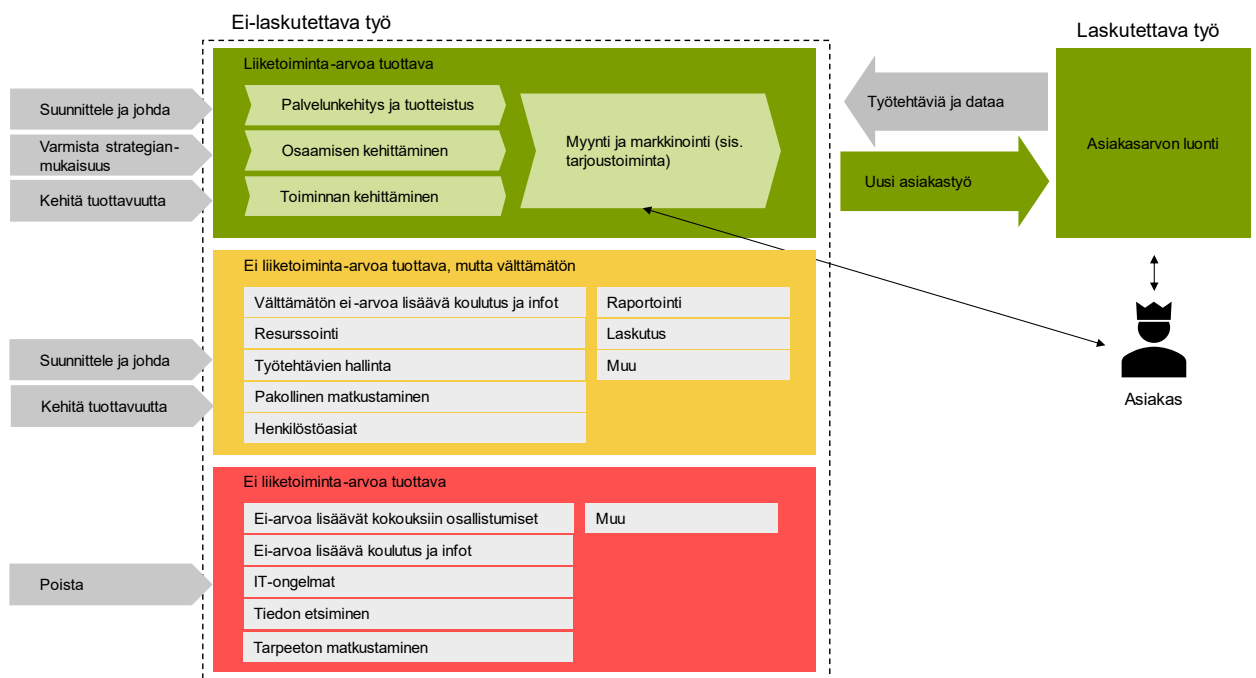 Ei-laskutettava työ
Laskutettava työ
Liiketoiminta-arvoa tuottava
Suunnittele ja johda
Varmista strategian-
mukaisuus
Kehitä tuottavuutta
Palvelunkehitys ja tuotteistus
Osaamisen kehittäminen
Toiminnan kehittäminen
Myynti ja markkinointi (sis.
tarjoustoiminta)
Työtehtäviä ja dataa
Uusi asiakastyö
Asiakasarvon luonti
Ei liiketoiminta-arvoa tuottava, mutta välttämätön
Suunnittele ja johda
Kehitä tuottavuutta
Välttämätön ei-arvoa lisäävä koulutus ja infot
Resurssointi
Työtehtävien hallinta
Pakollinen matkustaminen
Henkilöstöasiat
Raportointi
Laskutus
Muu
Asiakas
Ei liiketoiminta-arvoa tuottava
Poista
Ei-arvoa lisäävät kokouksiin osallistumiset
Ei-arvoa lisäävä koulutus ja infot
IT-ongelmat
Tiedon etsiminen
Tarpeeton matkustaminen
Muu